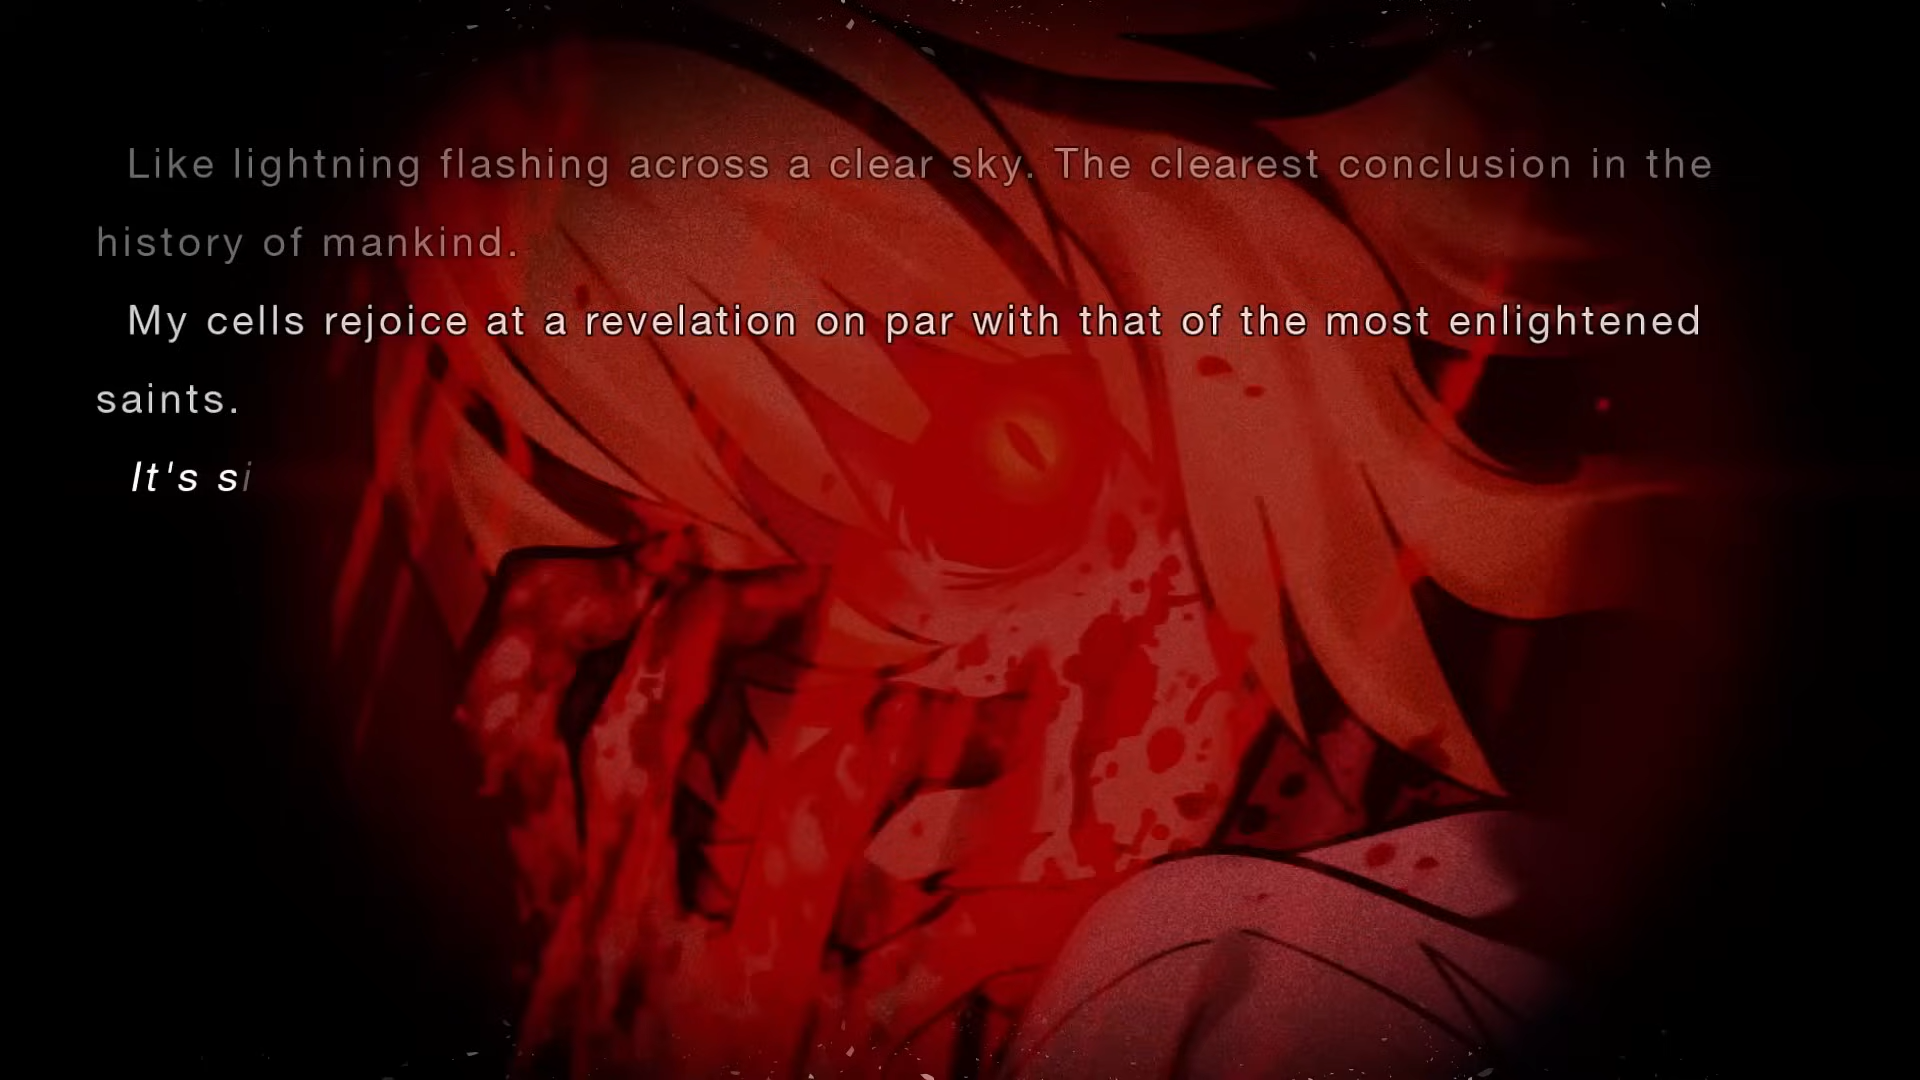 Like lightning flashing across a clear sky. The clearest conclusion in the
history of mankind.
My cells rejoice at a revelation on par with that of the most enlightened
saints.
It's si